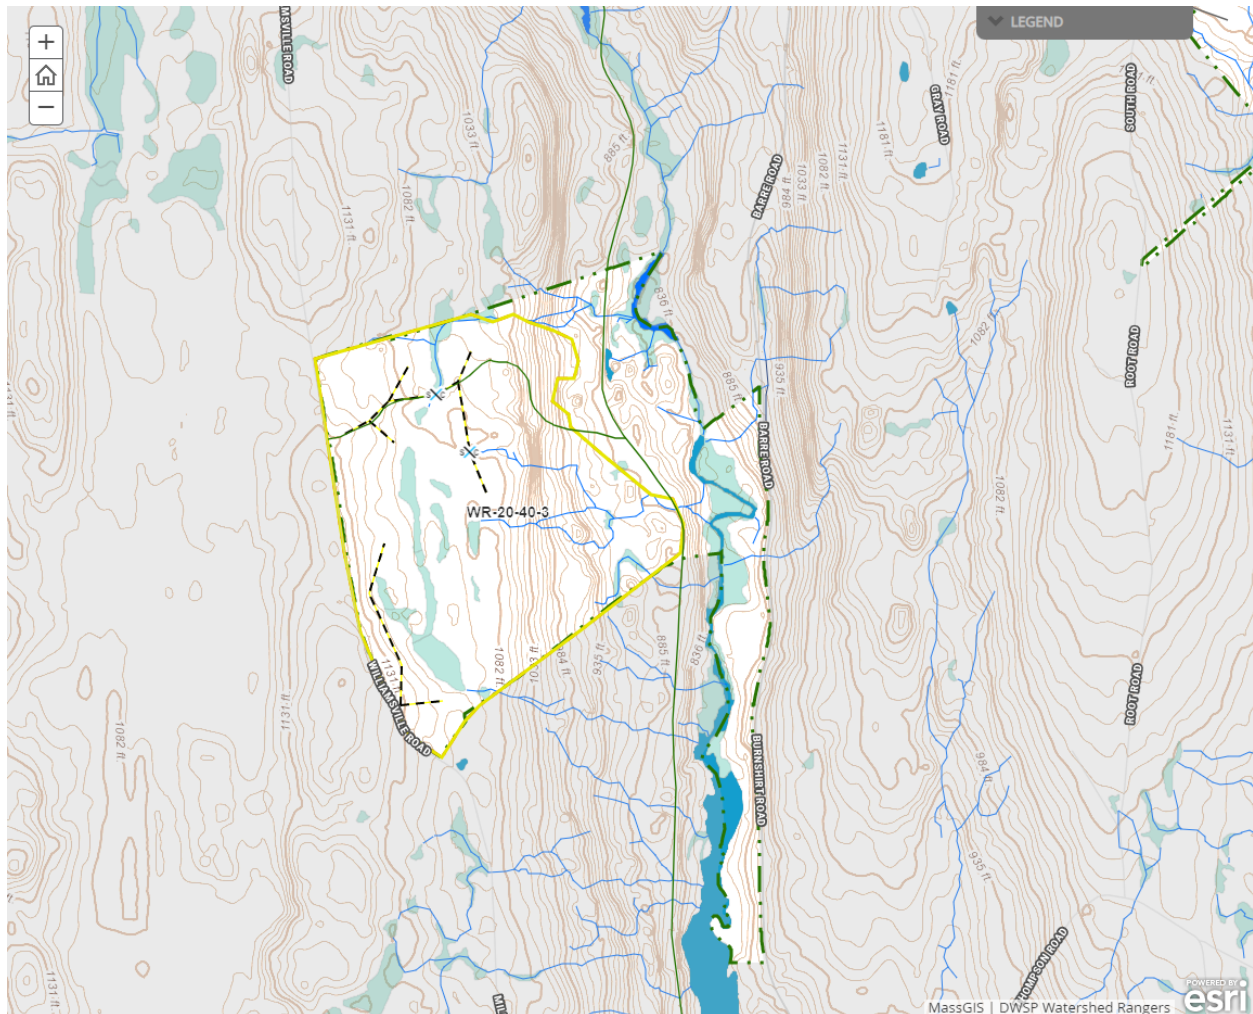 LEGEND
MSVILLE ROAD
1181 ft.
GRAY ROAD
SOUTH ROAD
1181 ft.
1033 ft
885 ft.
1181 ft
BARRE ROAD
984 ft
1033 ft
1082 ft.
1131 ft.
1082 ft.
1131 ft.
836 ft
1082 ft.
ROOT ROAD
1131 ft
885 ft
935 ft
BARRE ROAD
1181 ft.
1131 ft.
WR-20-40-3
1082 ft.
836 ft
885 ft.
935 ft.
984 ft
1082 ft.
1131 ft
WILLIAMSVILLE ROAD
1131 ft
1082 ft.
ROOT ROAD
984 ft
BURNSHIRT ROAD
935 ft.
HOMPSON ROAD
MIL
MassGIS | DWSP Watershed Rangers
POWERED BY
esri